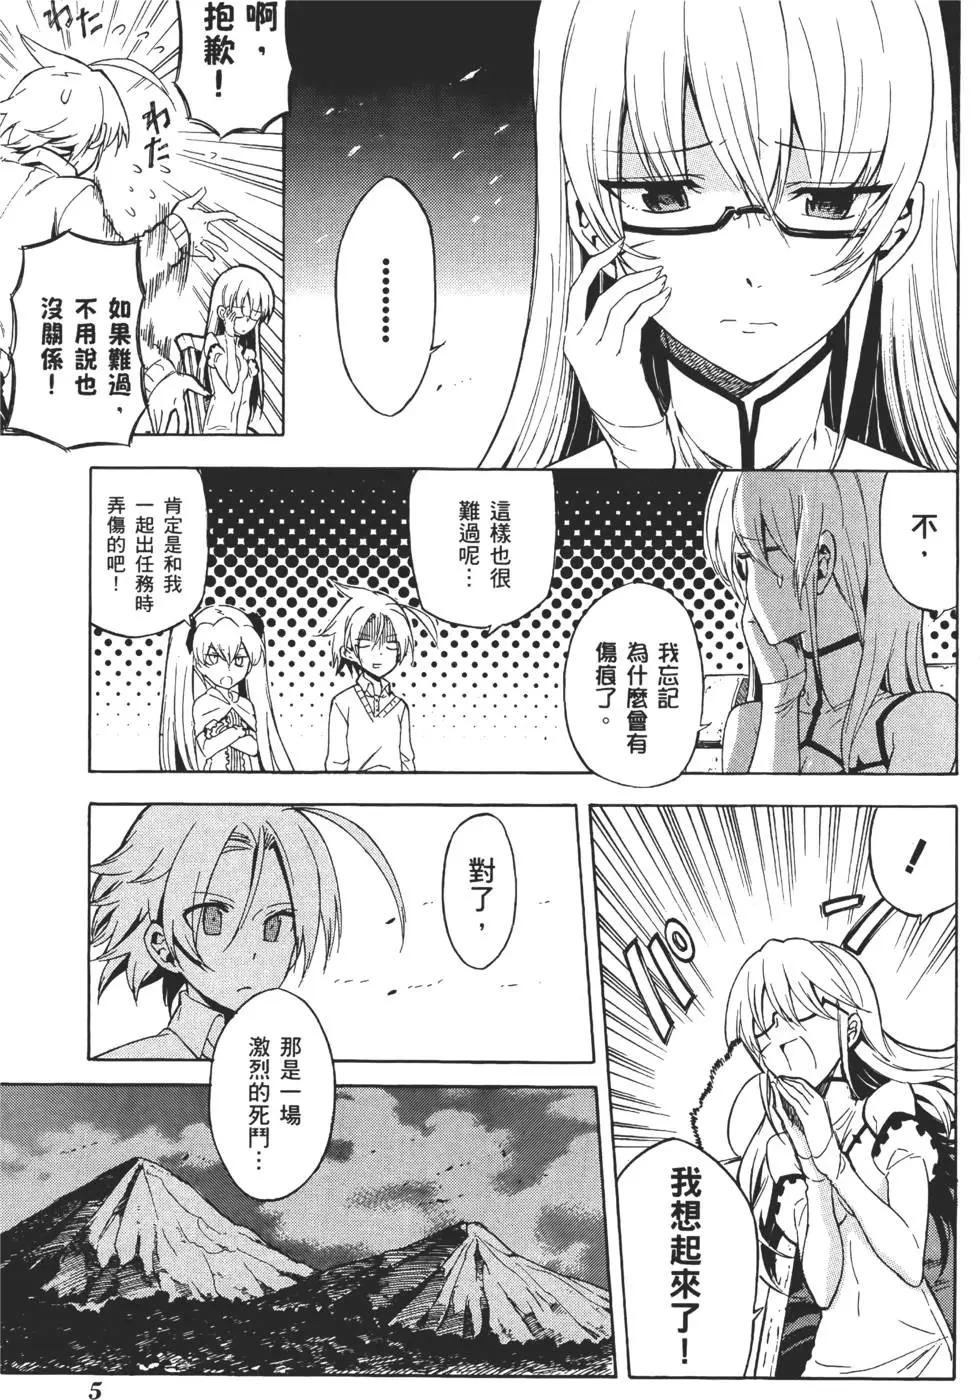 ………
啊，
抱歉！
わた
わた
如果難過，
不用說也
沒關係！
不，
我忘記
為什麼會有
傷痕了。
這樣也很
難過呢…
肯定是和我
一起出任務時
弄傷的吧！
！
パン
我想起來了！
對了，
那是一場
激烈的死鬥…
5